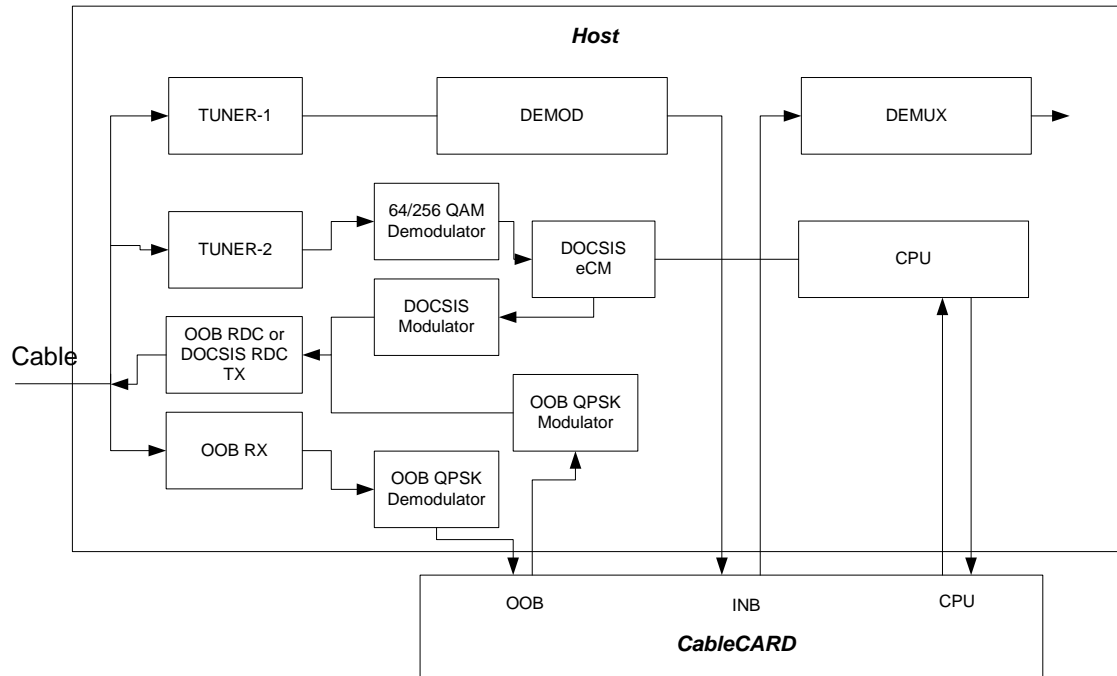 Host
TUNER-1
DEMOD
DEMUX
TUNER-2
64/256 QAM
Demodulator
DOCSIS
eCM
CPU
DOCSIS
Modulator
Cable
OOB RDC or
DOCSIS RDC
TX
OOB QPSK
Modulator
OOB RX
OOB QPSK
Demodulator
OOB
INB
CPU
CableCARD